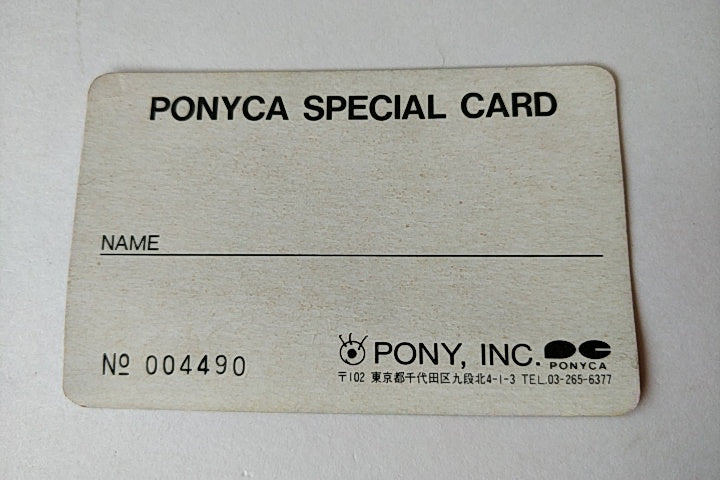 PONYCA SPECIAL CARD
NAME
№ 004490
PONY, INC.
PONYCA
〒102 東京都千代田区九段北4-1-3 TEL.03-265-6377